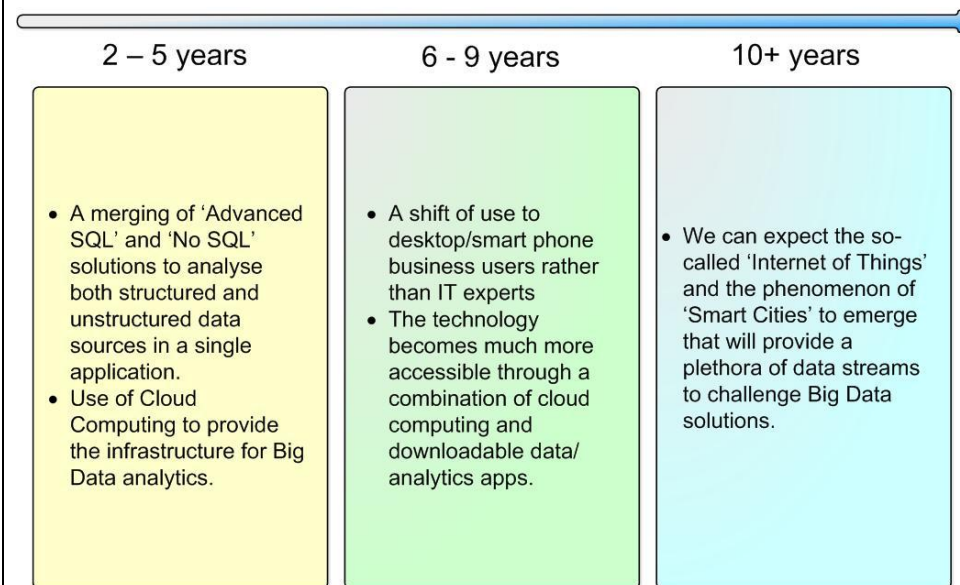 2 – 5 years
6 - 9 years
10+ years
• A merging of ‘Advanced
SQL’ and ‘No SQL’
solutions to analyse
both structured and
unstructured data
sources in a single
application.
• Use of Cloud
Computing to provide
the infrastructure for Big
Data analytics.
• A shift of use to
desktop/smart phone
business users rather
than IT experts
• The technology
becomes much more
accessible through a
combination of cloud
computing and
downloadable data/
analytics apps.
• We can expect the so-
called ‘Internet of Things’
and the phenomenon of
‘Smart Cities’ to emerge
that will provide a
plethora of data streams
to challenge Big Data
solutions.